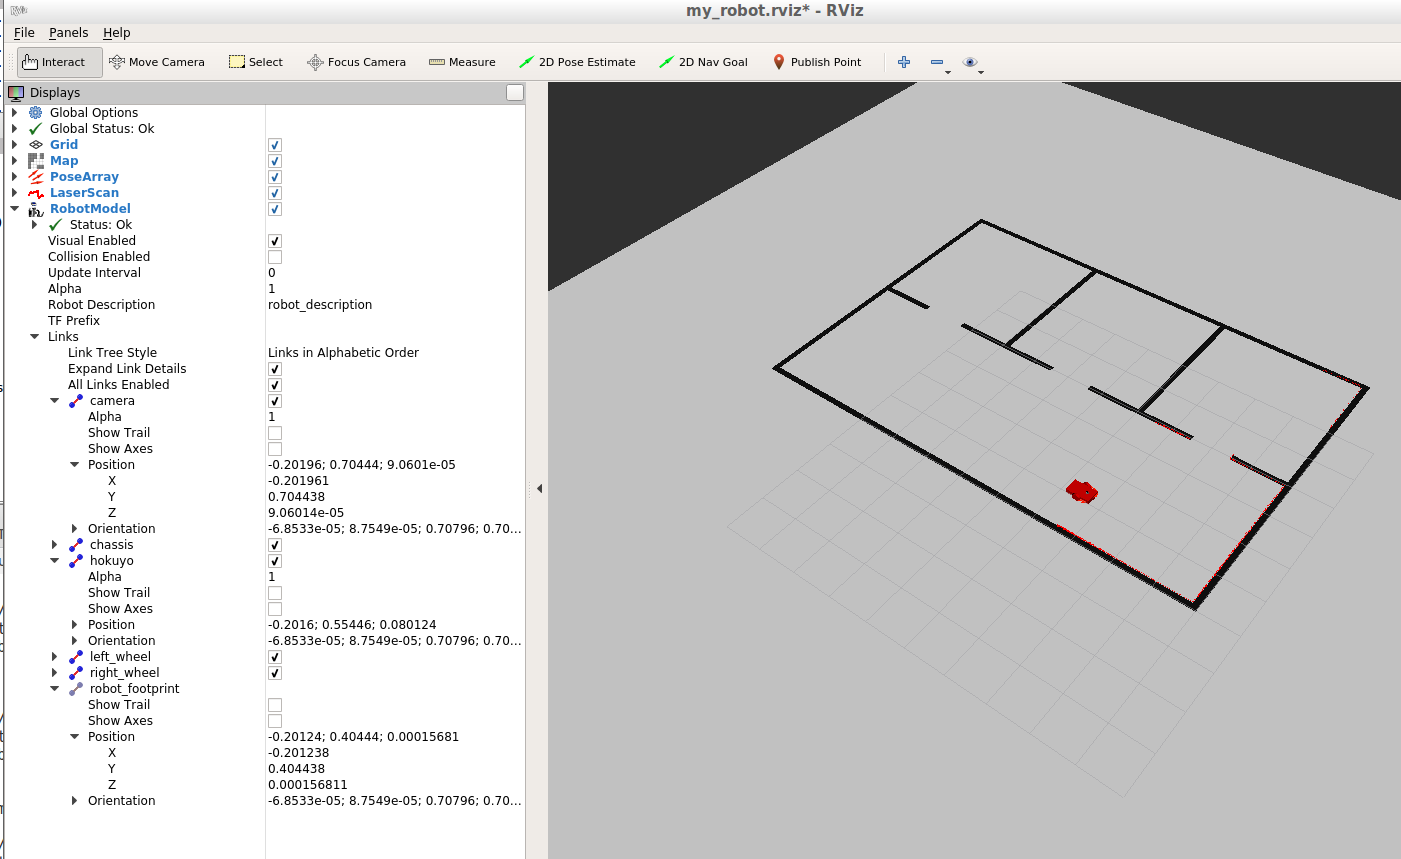 my_robot.rviz* - RViz
File Panels Help
Interact Move Camera Select Focus Camera Measure 2D Pose Estimate 2D Nav Goal Publish Point
Displays
Global Options
Global Status: Ok
Grid
Map
PoseArray
LaserScan
RobotModel
Status: Ok
Visual Enabled
Collision Enabled
Update Interval 0
Alpha 1
Robot Description robot_description
TF Prefix
Links
Link Tree Style Links in Alphabetic Order
Expand Link Details
All Links Enabled
camera
Alpha 1
Show Trail
Show Axes
Position -0.20196; 0.70444; 9.0601e-05
X -0.201961
Y 0.704438
Z 9.06014e-05
Orientation -6.8533e-05; 8.7549e-05; 0.70796; 0.70...
chassis
hokuyo
Alpha 1
Show Trail
Show Axes
Position -0.2016; 0.55446; 0.080124
Orientation -6.8533e-05; 8.7549e-05; 0.70796; 0.70...
left_wheel
right_wheel
robot_footprint
Show Trail
Show Axes
Position -0.20124; 0.40444; 0.00015681
X -0.201238
Y 0.404438
Z 0.000156811
Orientation -6.8533e-05; 8.7549e-05; 0.70796; 0.70...